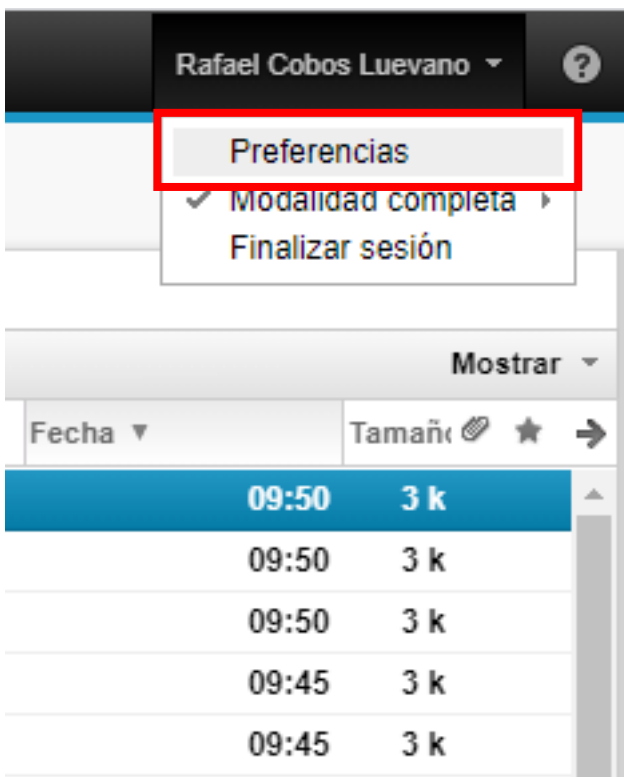 Rafael Cobos Luevano
Preferencias
Modalidad completa
Finalizar sesión
Mostrar
Fecha Tamaño
09:50 3 k
09:50 3 k
09:50 3 k
09:45 3 k
09:45 3 k